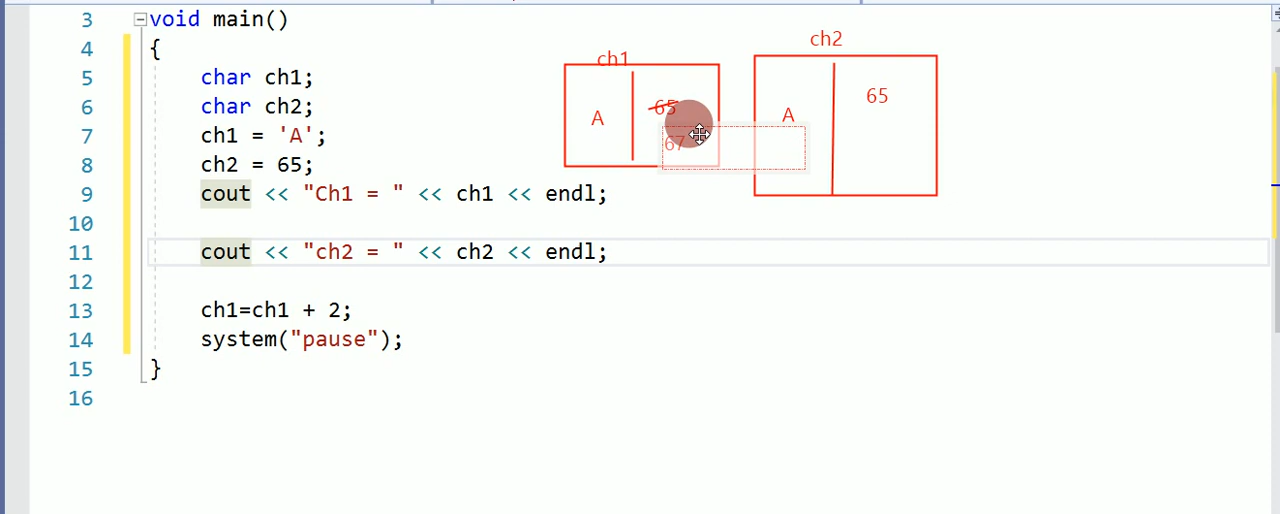 3 void main()
4 {
5 char ch1;
6 char ch2;
7 ch1 = 'A';
8 ch2 = 65;
9 cout << "Ch1 = " << ch1 << endl;
10
11 cout << "ch2 = " << ch2 << endl;
12
13 ch1=ch1 + 2;
14 system("pause");
15 }
16
ch1
A
65
67
ch2
A
65